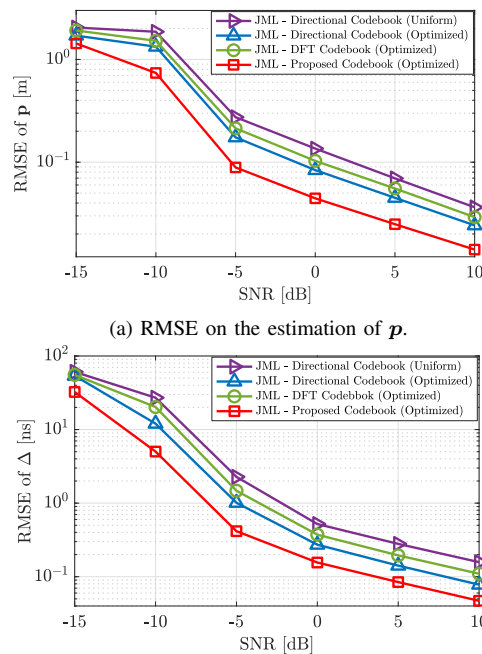 JML - Directional Codebook (Uniform)
JML - Directional Codebook (Optimized)
JML - DFT Codebook (Optimized)
JML - Proposed Codebook (Optimized)
RMSE of p [m]
10^0
10^-1
-15 -10 -5 0 5 10
SNR [dB]
(a) RMSE on the estimation of p.
JML - Directional Codebook (Uniform)
JML - Directional Codebook (Optimized)
JML - DFT Codebbok (Optimized)
JML - Proposed Codebook (Optimized)
RMSE of Δ [ns]
10^2
10^1
10^0
10^-1
-15 -10 -5 0 5 10
SNR [dB]